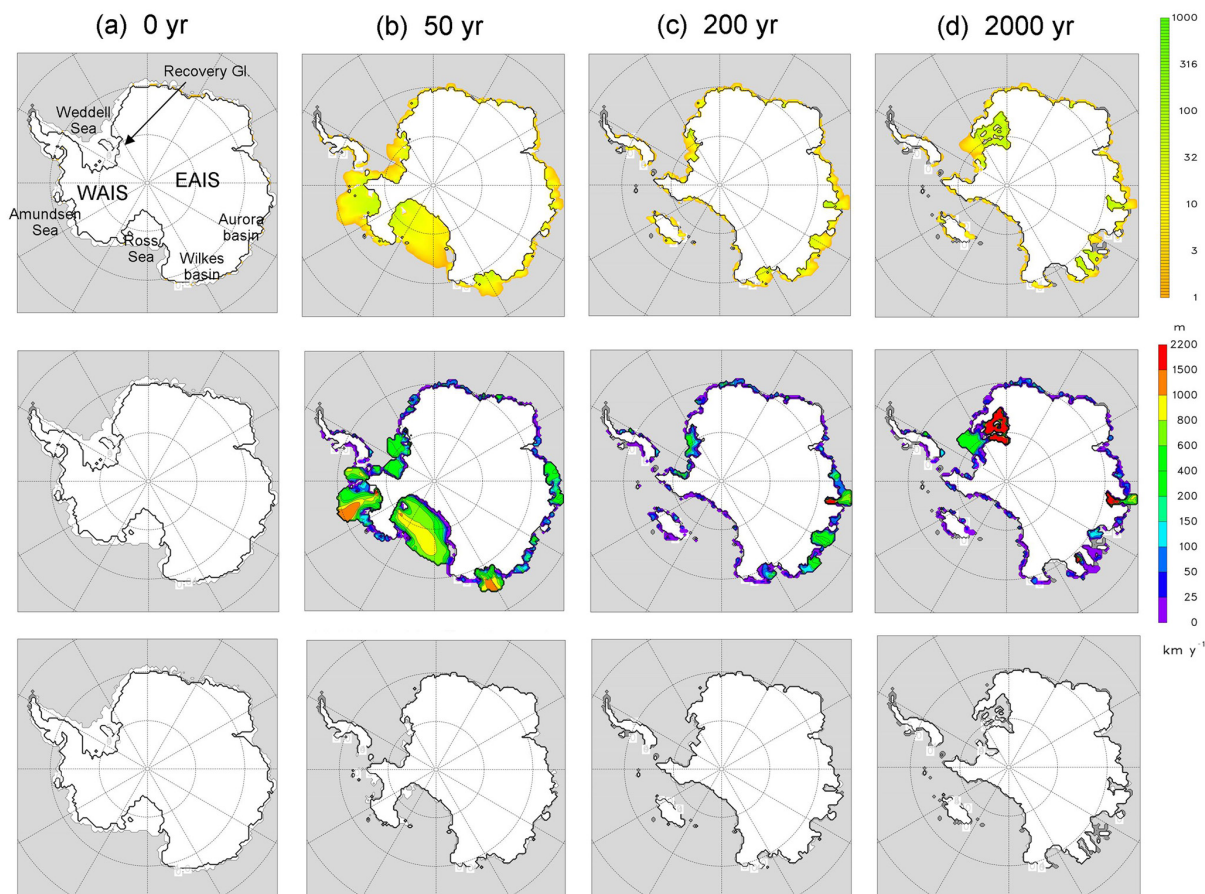 (a) 0 yr
(b) 50 yr
(c) 200 yr
(d) 2000 yr
Recovery Gl.
Weddell
Sea
WAIS
EAIS
Amundsen
Sea
Ross
Sea
Aurora
basin
Wilkes
basin
1000
316
100
32
10
3
1
m
2200
1500
1000
800
600
400
200
150
100
50
25
0
km y⁻¹